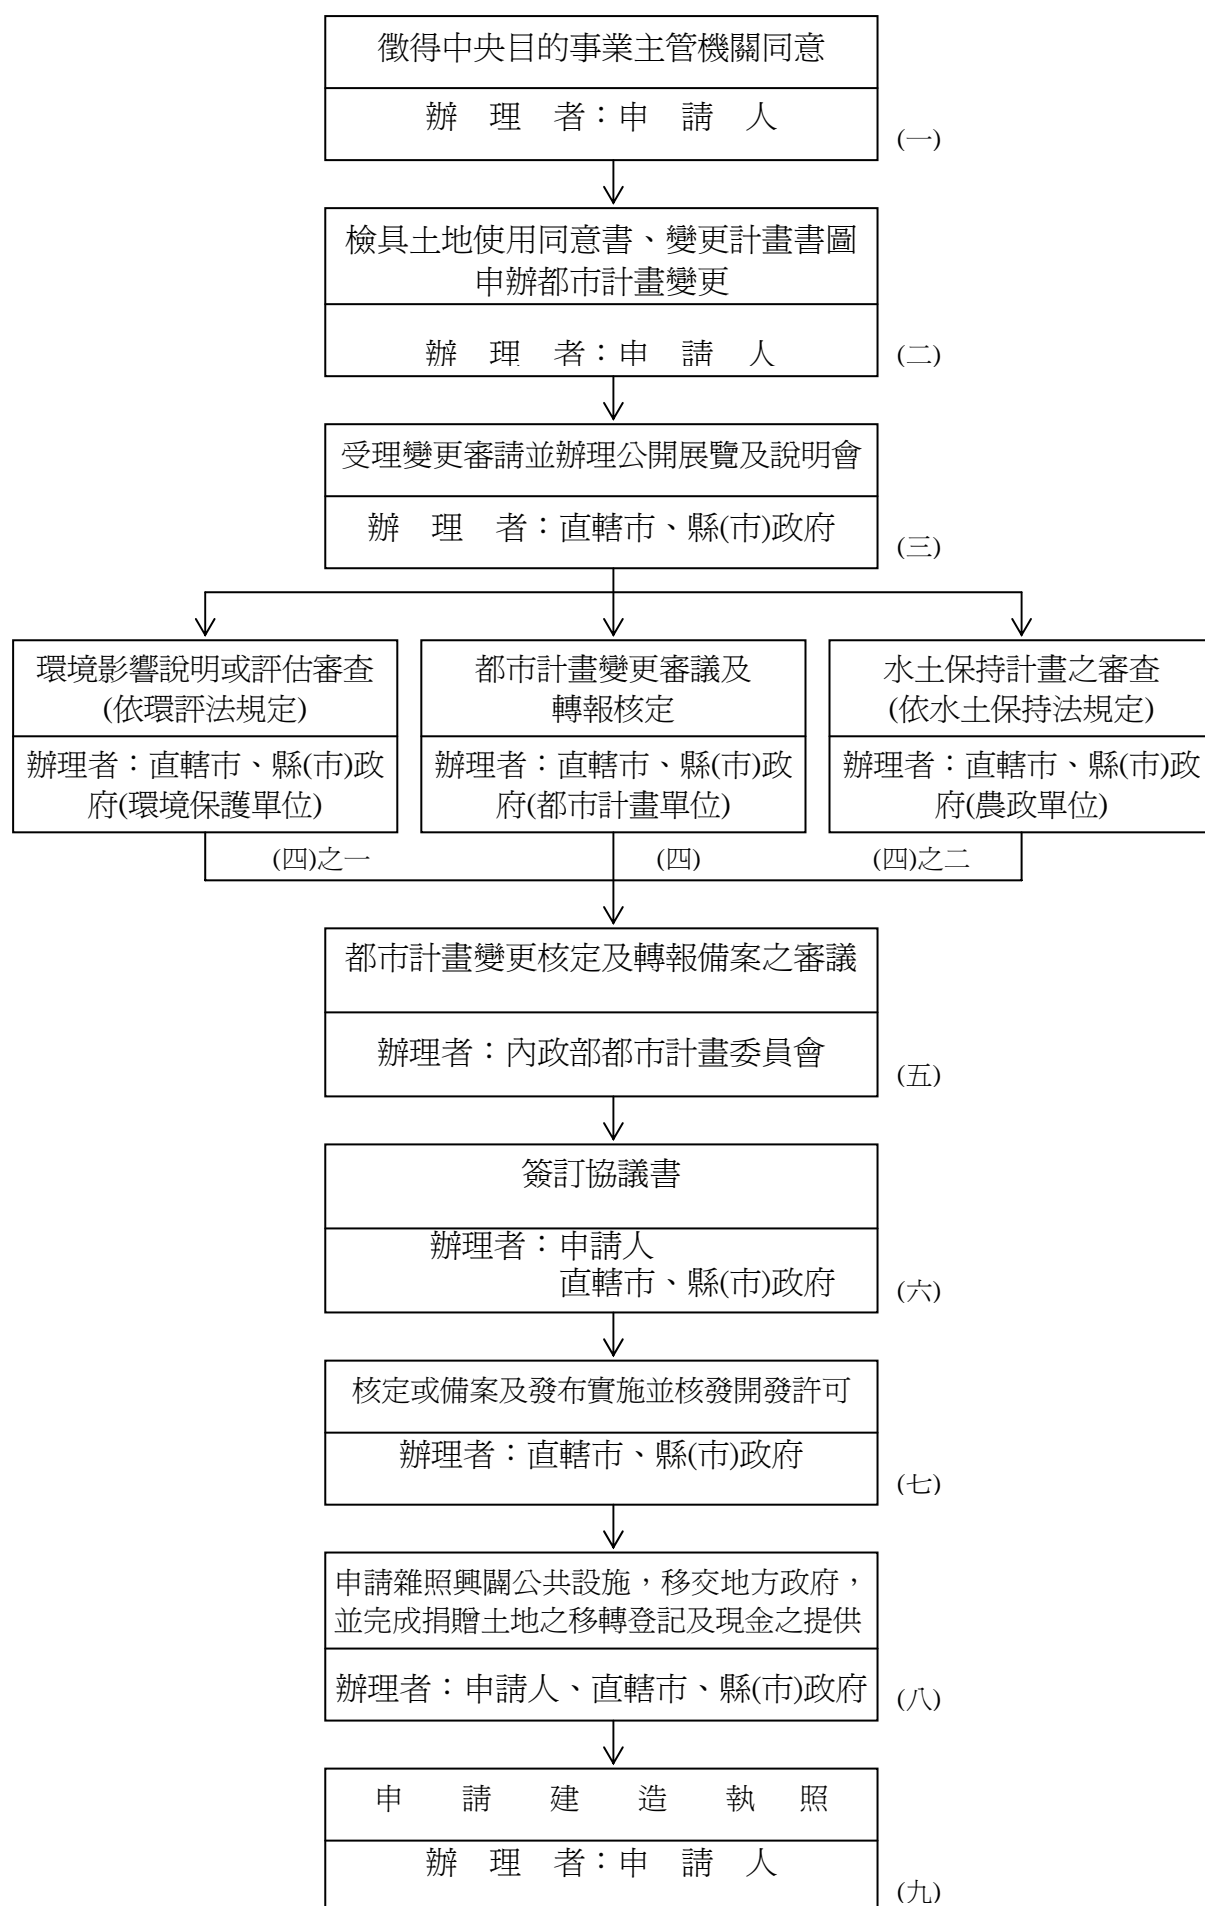 徵得中央目的事業主管機關同意
辦 理 者：申 請 人
(一)
檢具土地使用同意書、變更計畫書圖
申辦都市計畫變更
辦 理 者：申 請 人
(二)
受理變更審請並辦理公開展覽及說明會
辦 理 者：直轄市、縣(市)政府
(三)
環境影響說明或評估審查
(依環評法規定)
辦理者：直轄市、縣(市)政
府(環境保護單位)
(四)之一
都市計畫變更審議及
轉報核定
辦理者：直轄市、縣(市)政
府(都市計畫單位)
(四)
水土保持計畫之審查
(依水土保持法規定)
辦理者：直轄市、縣(市)政
府(農政單位)
(四)之二
都市計畫變更核定及轉報備案之審議
辦理者：內政部都市計畫委員會
(五)
簽訂協議書
辦理者：申請人
直轄市、縣(市)政府
(六)
核定或備案及發布實施並核發開發許可
辦理者：直轄市、縣(市)政府
(七)
申請雜照興闢公共設施，移交地方政府，
並完成捐贈土地之移轉登記及現金之提供
辦理者：申請人、直轄市、縣(市)政府
(八)
申 請 建 造 執 照
辦 理 者：申 請 人
(九)